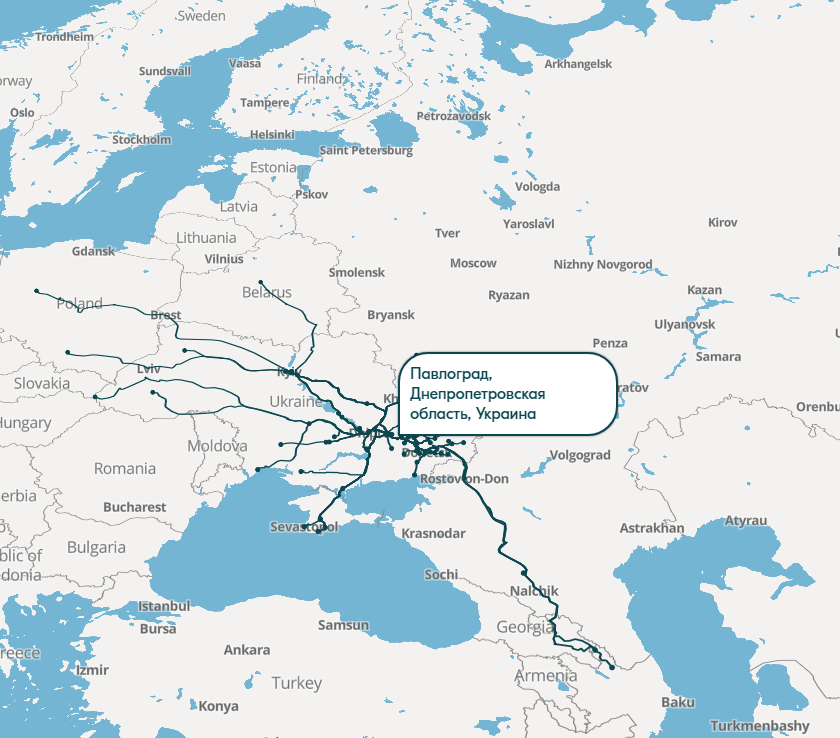 Sweden
Trondheim
Vaasa
Sundsvall
Finland
Arkhangelsk
Tampere
Oslo
Petrozavodsk
Helsinki
Stockholm
Saint Petersburg
Estonia
Pskov
Vologda
Latvia
Yaroslavl
Kirov
Tver
Lithuania
Gdansk
Vilnius
Moscow
Nizhny Novgorod
Smolensk
Kazan
Belarus
Ryazan
Poland
Brest
Bryansk
Ulyanovsk
Penza
Samara
Lviv
Kyiv
Павлоград,
Днепропетровская
область, Украина
Slovakia
Ukraine
ratov
Kh
Orenbu
Hungary
Moldova
Volgograd
Romania
Rostov-on-Don
erbia
Bucharest
Sevastopol
Krasnodar
Astrakhan
Atyrau
Bulgaria
blic of
donia
Sochi
Nalchik
Istanbul
Bursa
Samsun
Georgia
reece
Ankara
Izmir
Turkey
Armenia
Konya
Baku
Turkmenbashy